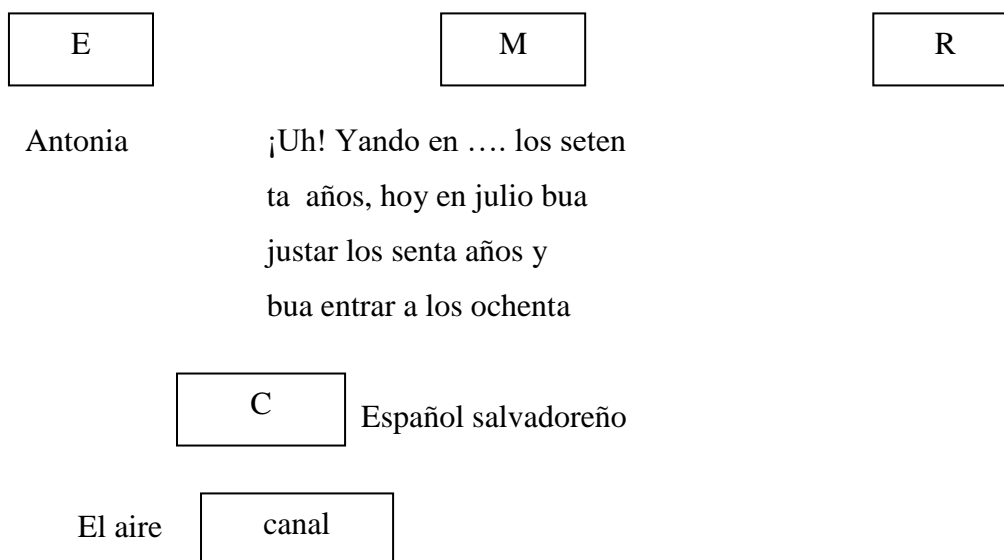 E M R
Antonia ¡Uh! Yando en …. los seten
ta años, hoy en julio bua
justar los senta años y
bua entrar a los ochenta
C Español salvadoreño
El aire canal